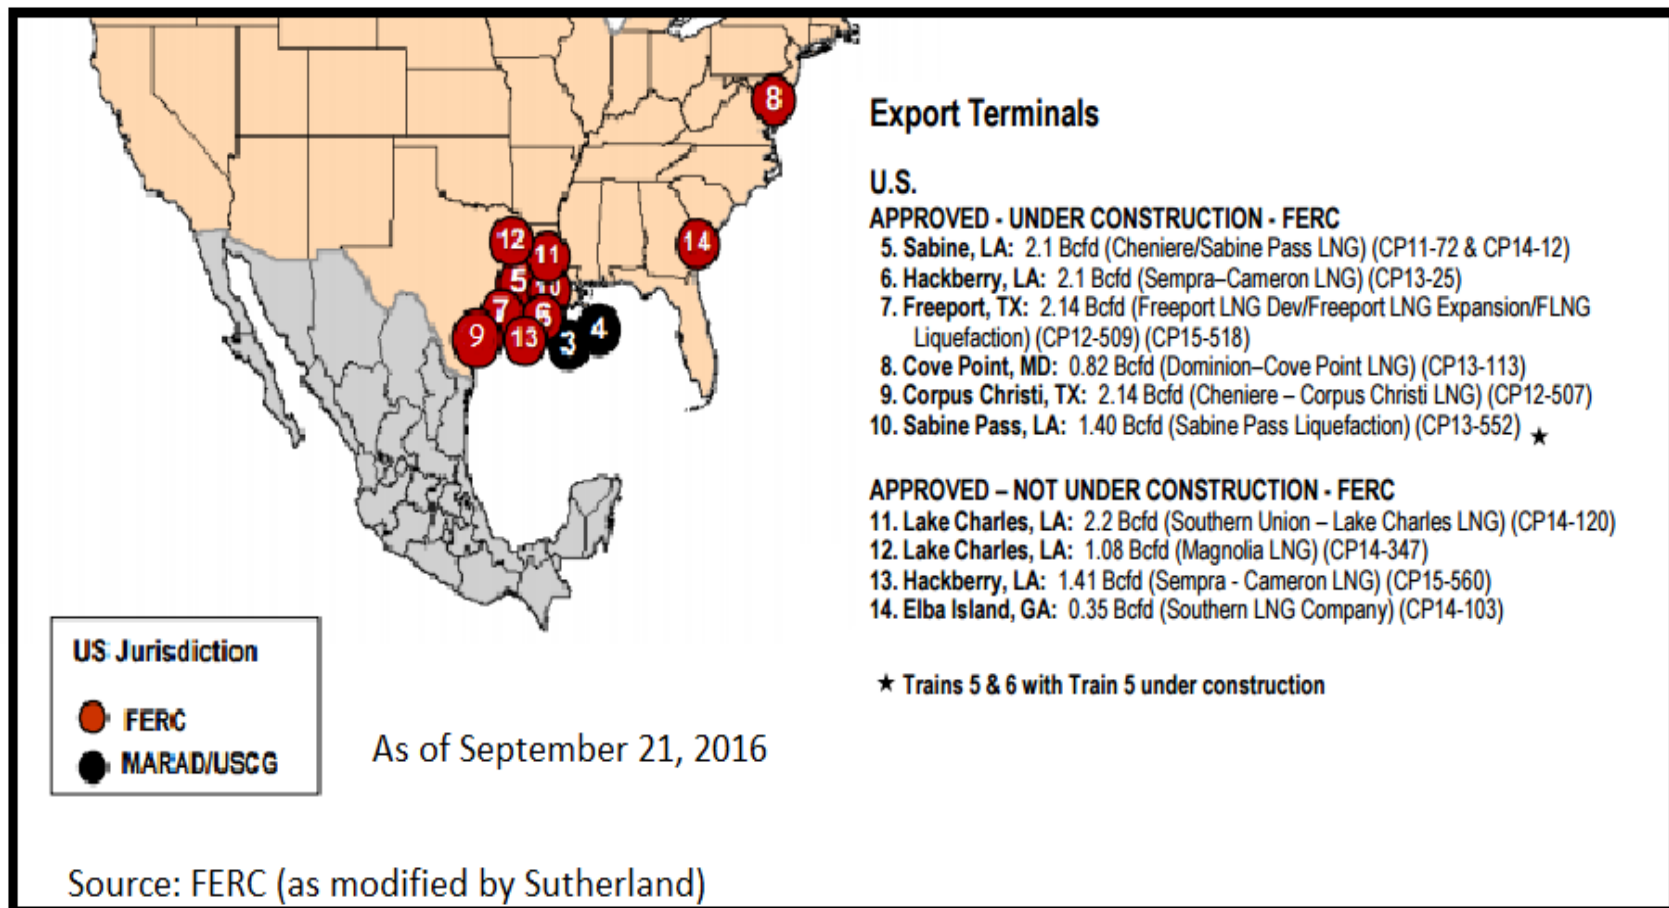 Export Terminals
U.S.
APPROVED - UNDER CONSTRUCTION - FERC
5. Sabine, LA: 2.1 Bcfd (Cheniere/Sabine Pass LNG) (CP11-72 & CP14-12)
6. Hackberry, LA: 2.1 Bcfd (Sempra–Cameron LNG) (CP13-25)
7. Freeport, TX: 2.14 Bcfd (Freeport LNG Dev/Freeport LNG Expansion/FLNG
Liquefaction) (CP12-509) (CP15-518)
8. Cove Point, MD: 0.82 Bcfd (Dominion–Cove Point LNG) (CP13-113)
9. Corpus Christi, TX: 2.14 Bcfd (Cheniere – Corpus Christi LNG) (CP12-507)
10. Sabine Pass, LA: 1.40 Bcfd (Sabine Pass Liquefaction) (CP13-552) ★
APPROVED – NOT UNDER CONSTRUCTION - FERC
11. Lake Charles, LA: 2.2 Bcfd (Southern Union – Lake Charles LNG) (CP14-120)
12. Lake Charles, LA: 1.08 Bcfd (Magnolia LNG) (CP14-347)
13. Hackberry, LA: 1.41 Bcfd (Sempra - Cameron LNG) (CP15-560)
14. Elba Island, GA: 0.35 Bcfd (Southern LNG Company) (CP14-103)
★ Trains 5 & 6 with Train 5 under construction
8
12
11
14
5
10
7
6
9
13
3
4
US Jurisdiction
FERC
MARAD/USCG
As of September 21, 2016
Source: FERC (as modified by Sutherland)